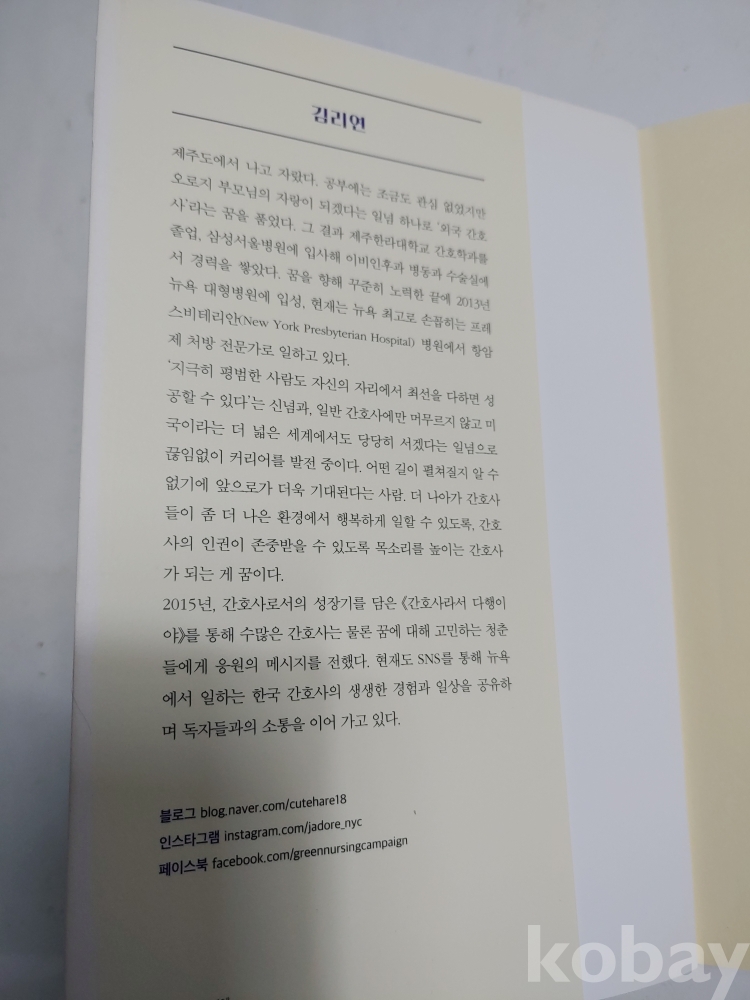 김리연
제주도에서 나고 자랐다. 공부에는 조금도 관심 없었지만
오로지 부모님의 자랑이 되겠다는 일념 하나로 '외국 간호
사'라는 꿈을 품었다. 그 결과 제주한라대학교 간호학과를
졸업, 삼성서울병원에 입사해 이비인후과 병동과 수술실에
서 경력을 쌓았다. 꿈을 향해 꾸준히 노력한 끝에 2013년
뉴욕 대형병원에 입성, 현재는 뉴욕 최고로 손꼽히는 프레
스비테리안(New York Presbyterian Hospital) 병원에서 항암
제 처방 전문가로 일하고 있다.
'지극히 평범한 사람도 자신의 자리에서 최선을 다하면 성
공할 수 있다'는 신념과, 일반 간호사에만 머무르지 않고 미
국이라는 더 넓은 세계에서도 당당히 서겠다는 일념으로
끊임없이 커리어를 발전 중이다. 어떤 길이 펼쳐질지 알 수
없기에 앞으로가 더욱 기대된다는 사람. 더 나아가 간호사
들이 좀 더 나은 환경에서 행복하게 일할 수 있도록, 간호
사의 인권이 존중받을 수 있도록 목소리를 높이는 간호사
가 되는 게 꿈이다.
2015년, 간호사로서의 성장기를 담은 《간호사라서 다행이
야》를 통해 수많은 간호사는 물론 꿈에 대해 고민하는 청춘
들에게 응원의 메시지를 전했다. 현재도 SNS를 통해 뉴욕
에서 일하는 한국 간호사의 생생한 경험과 일상을 공유하
며 독자들과의 소통을 이어 가고 있다.
블로그 blog.naver.com/cutehare18
인스타그램 instagram.com/jadore_nyc
페이스북 facebook.com/greennursingcampaign
kobay